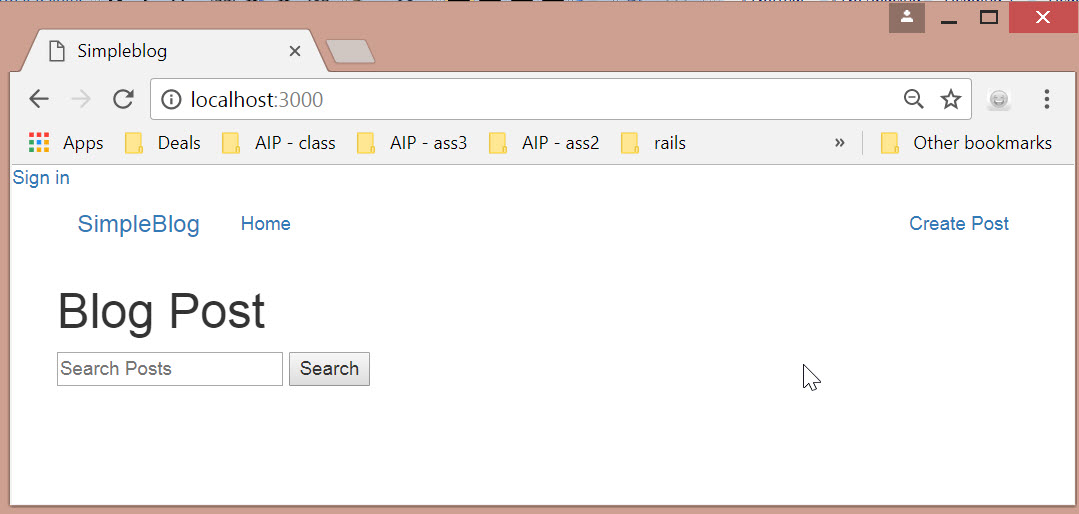 Simpleblog
localhost:3000
Apps Deals AIP - class AIP - ass3 AIP - ass2 rails » Other bookmarks
Sign in
SimpleBlog Home Create Post
Blog Post
Search Posts Search